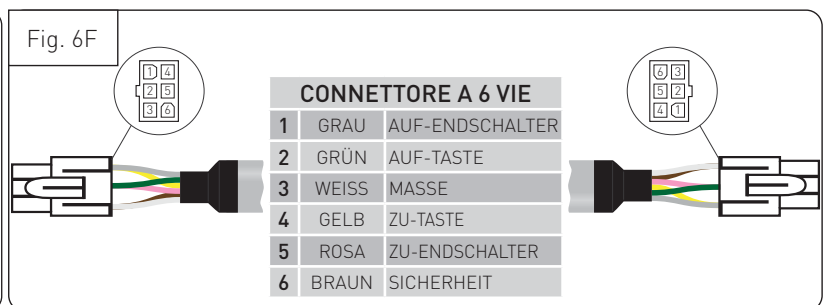 Fig. 6F
1 4
2 5
3 6
CONNETTORE A 6 VIE
1 GRAU AUF-ENDSCHALTER
2 GRÜN AUF-TASTE
3 WEISS MASSE
4 GELB ZU-TASTE
5 ROSA ZU-ENDSCHALTER
6 BRAUN SICHERHEIT
6 3
5 2
4 1